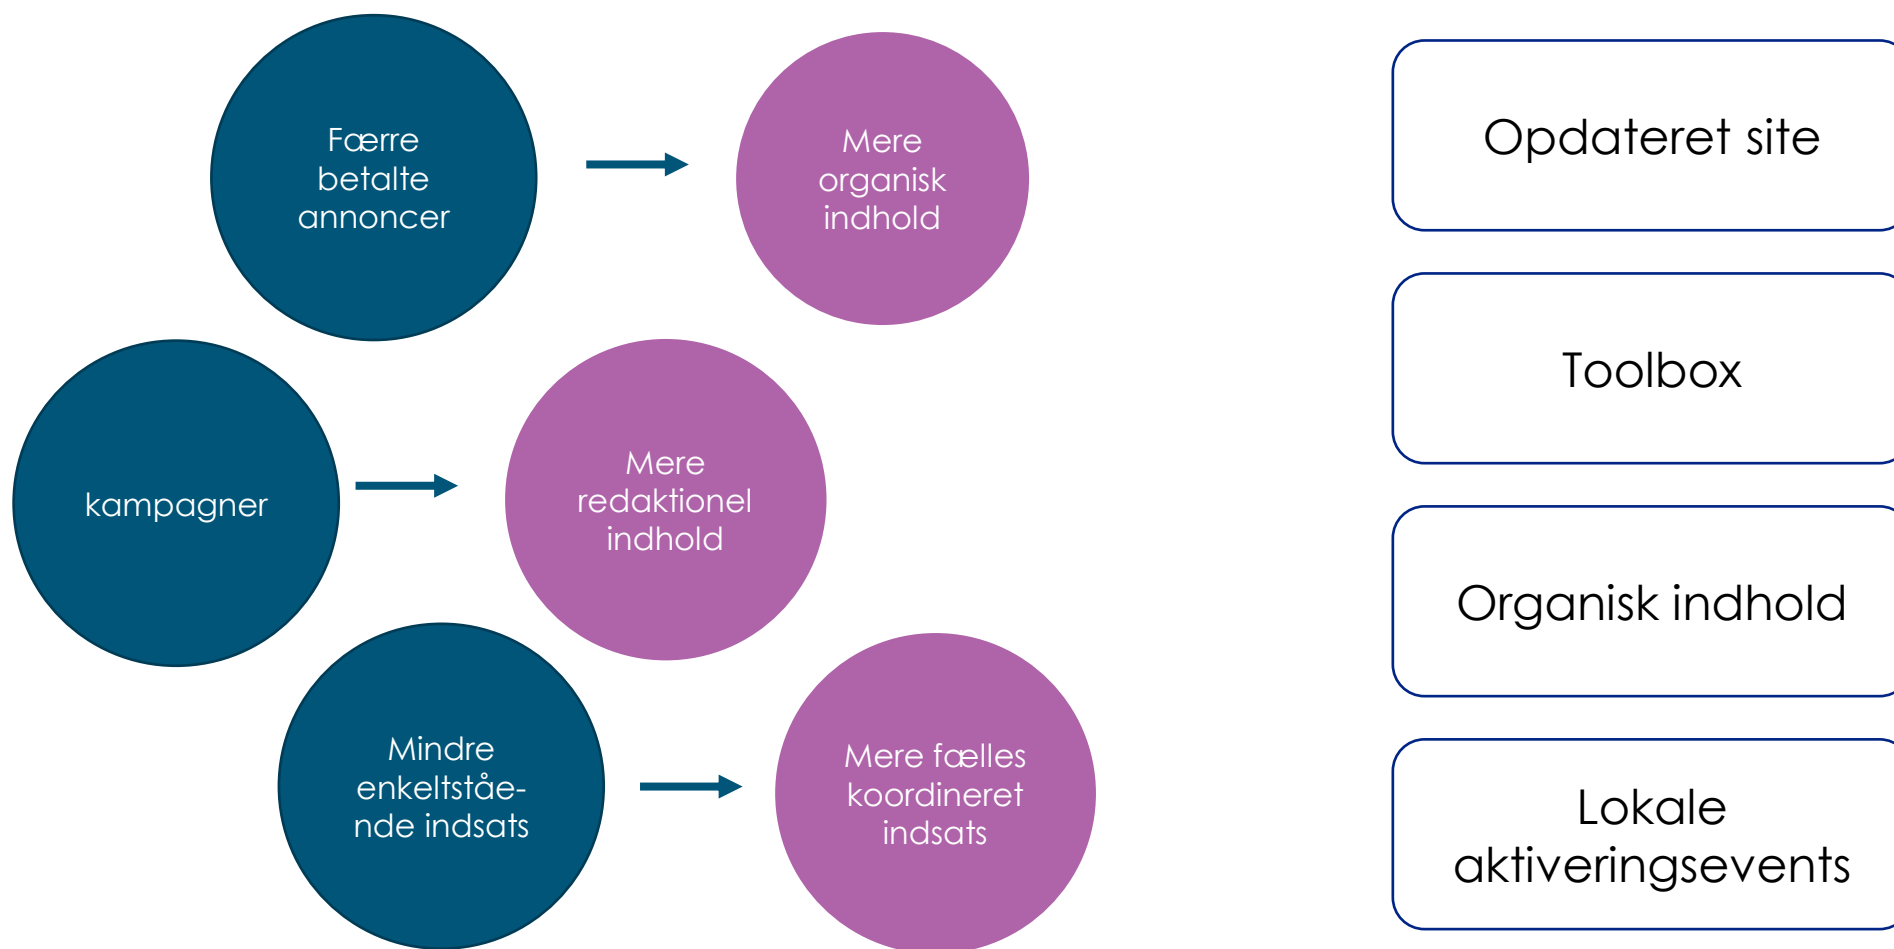 Færre
betalte
annoncer
Mere
organisk
indhold
kampagner
Mere
redaktionel
indhold
Mindre
enkeltståe-
nde indsats
Mere fælles
koordineret
indsats
Opdateret site
Toolbox
Organisk indhold
Lokale
aktiveringsevents